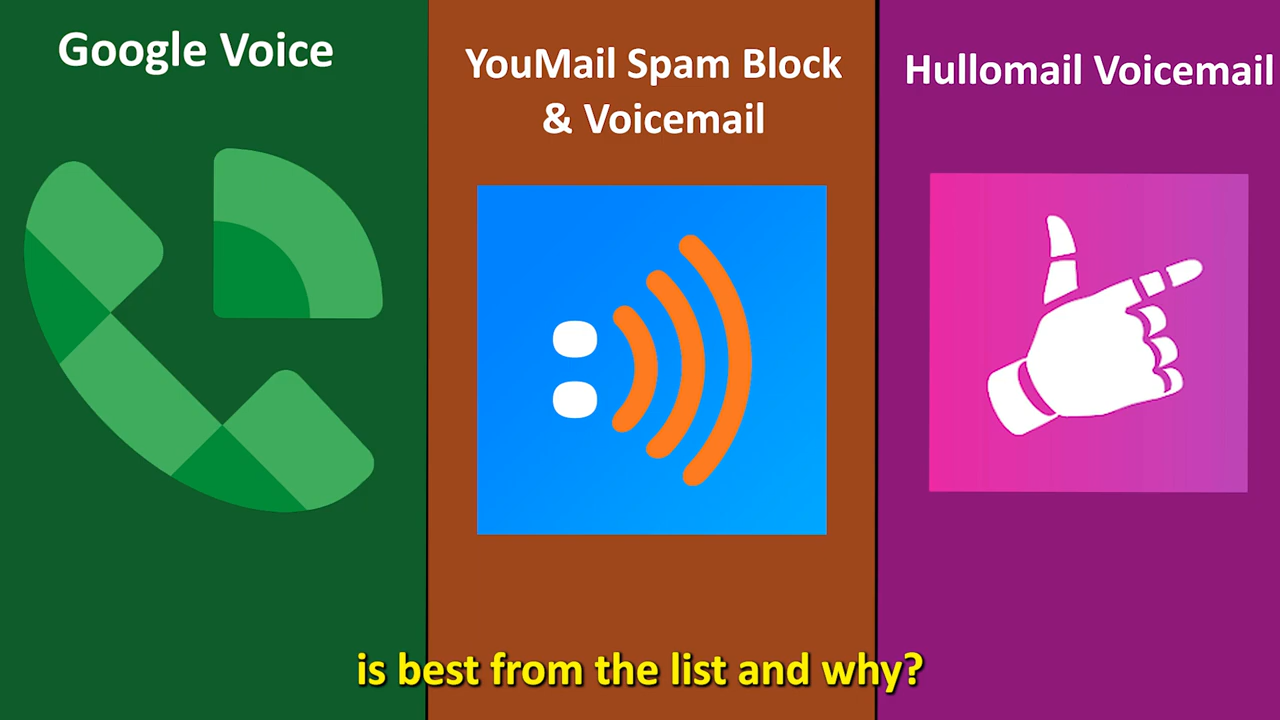 Google Voice
YouMail Spam Block
& Voicemail
Hullomail Voicemail
is best from the list and why?